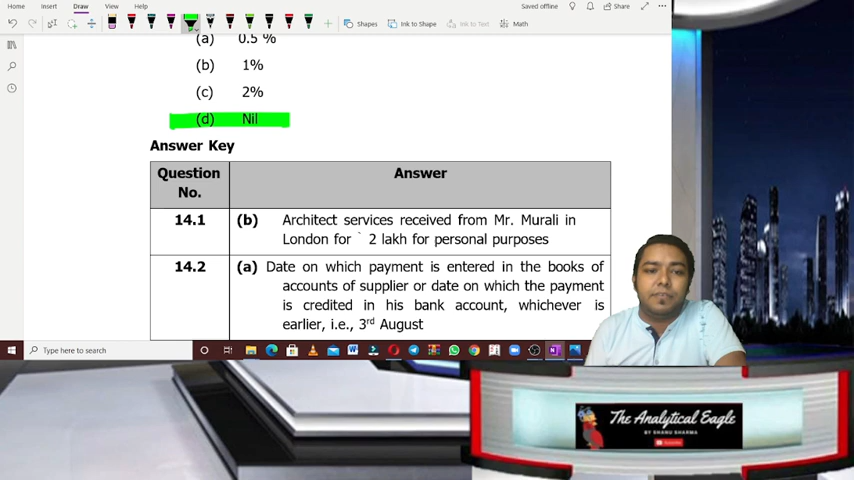 Home Insert Draw View Help
Saved offline
Share
Shapes
Ink to Shape
Ink to Text
Math
(a) 0.5 %
(b) 1%
(c) 2%
(d) Nil
Answer Key
Question No.
Answer
14.1
(b) Architect services received from Mr. Murali in
London for ` 2 lakh for personal purposes
14.2
(a) Date on which payment is entered in the books of
accounts of supplier or date on which the payment
is credited in his bank account, whichever is
earlier, i.e., 3rd August
Type here to search
The Analytical Eagle
BY SHANU SHARMA